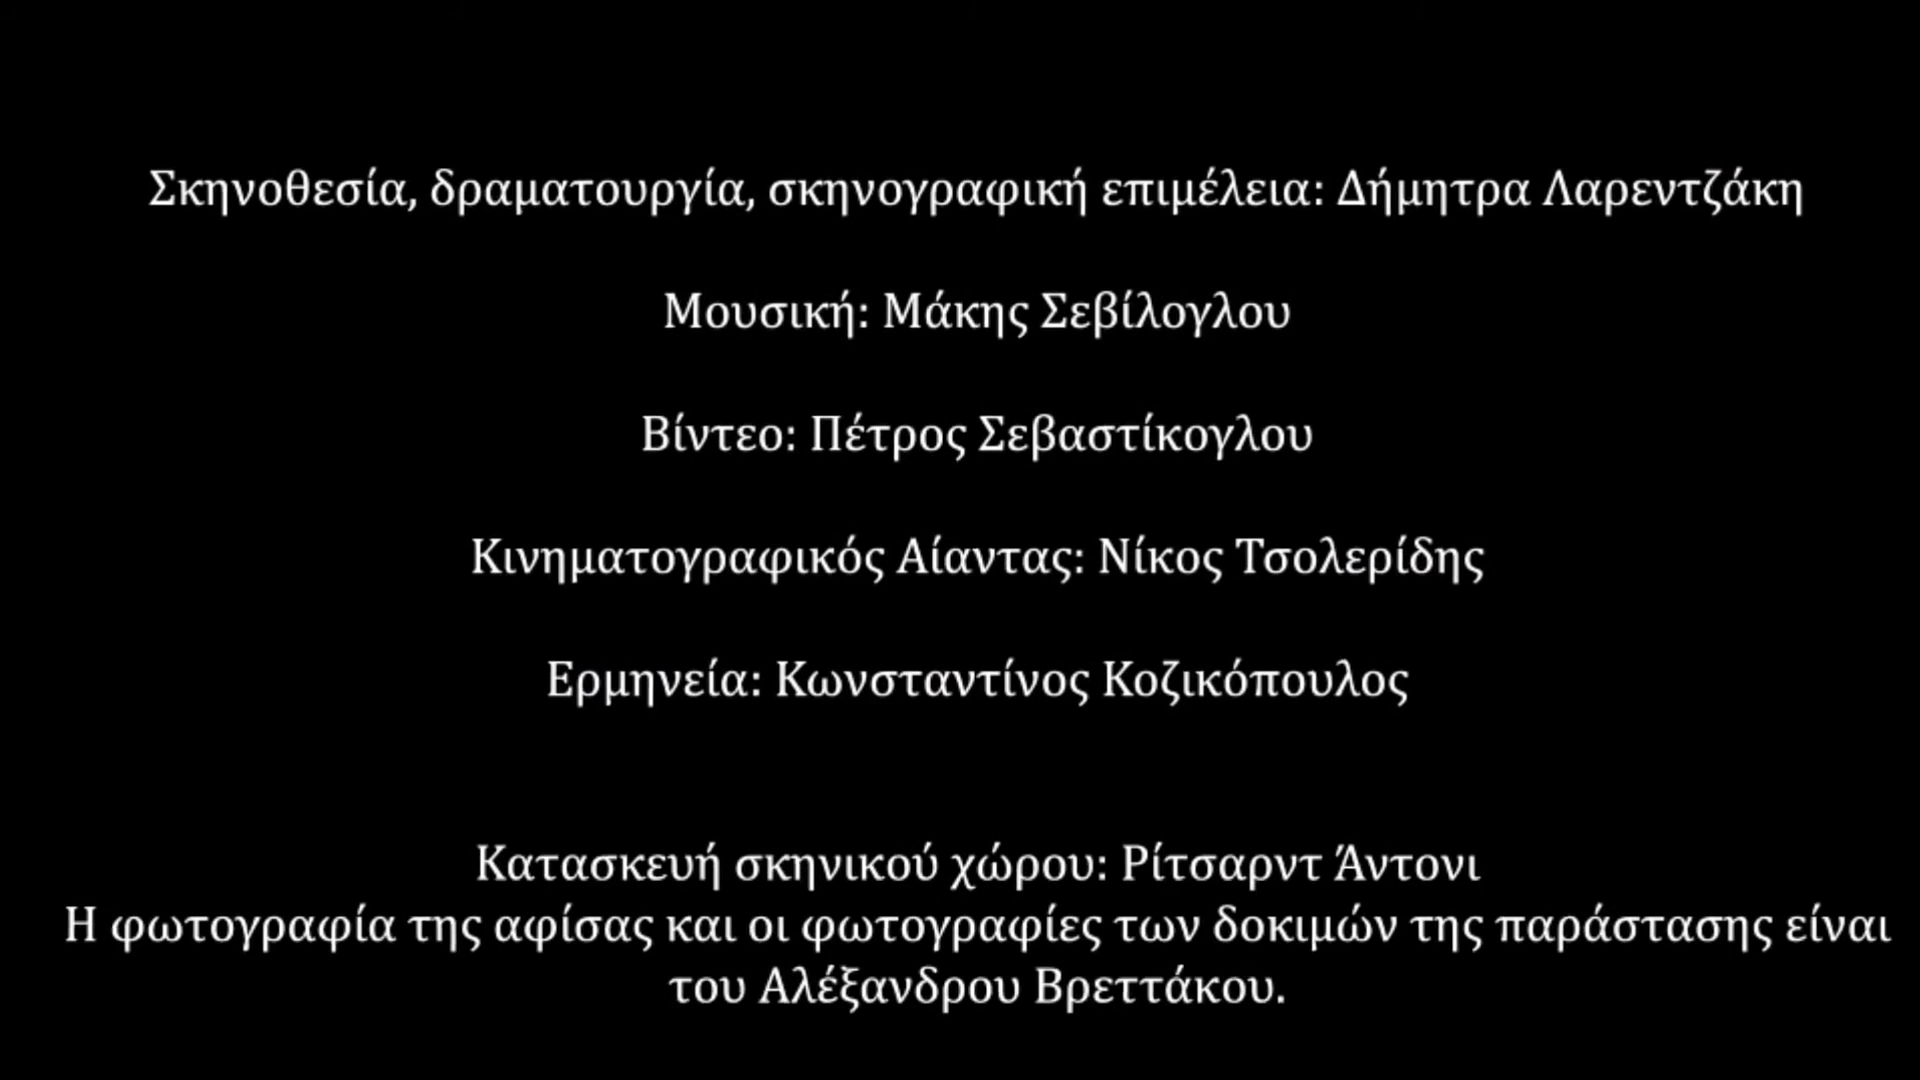 Σκηνοθεσία, δραματουργία, σκηνογραφική επιμέλεια: Δήμητρα Λαρεντζάκη
Μουσική: Μάκης Σεβίλογλου
Βίντεο: Πέτρος Σεβαστίκογλου
Κινηματογραφικός Αίαντας: Νίκος Τσολερίδης
Ερμηνεία: Κωνσταντίνος Κοζικόπουλος
Κατασκευή σκηνικού χώρου: Ρίτσαρντ Άντονι
Η φωτογραφία της αφίσας και οι φωτογραφίες των δοκιμών της παράστασης είναι
του Αλέξανδρου Βρεττάκου.